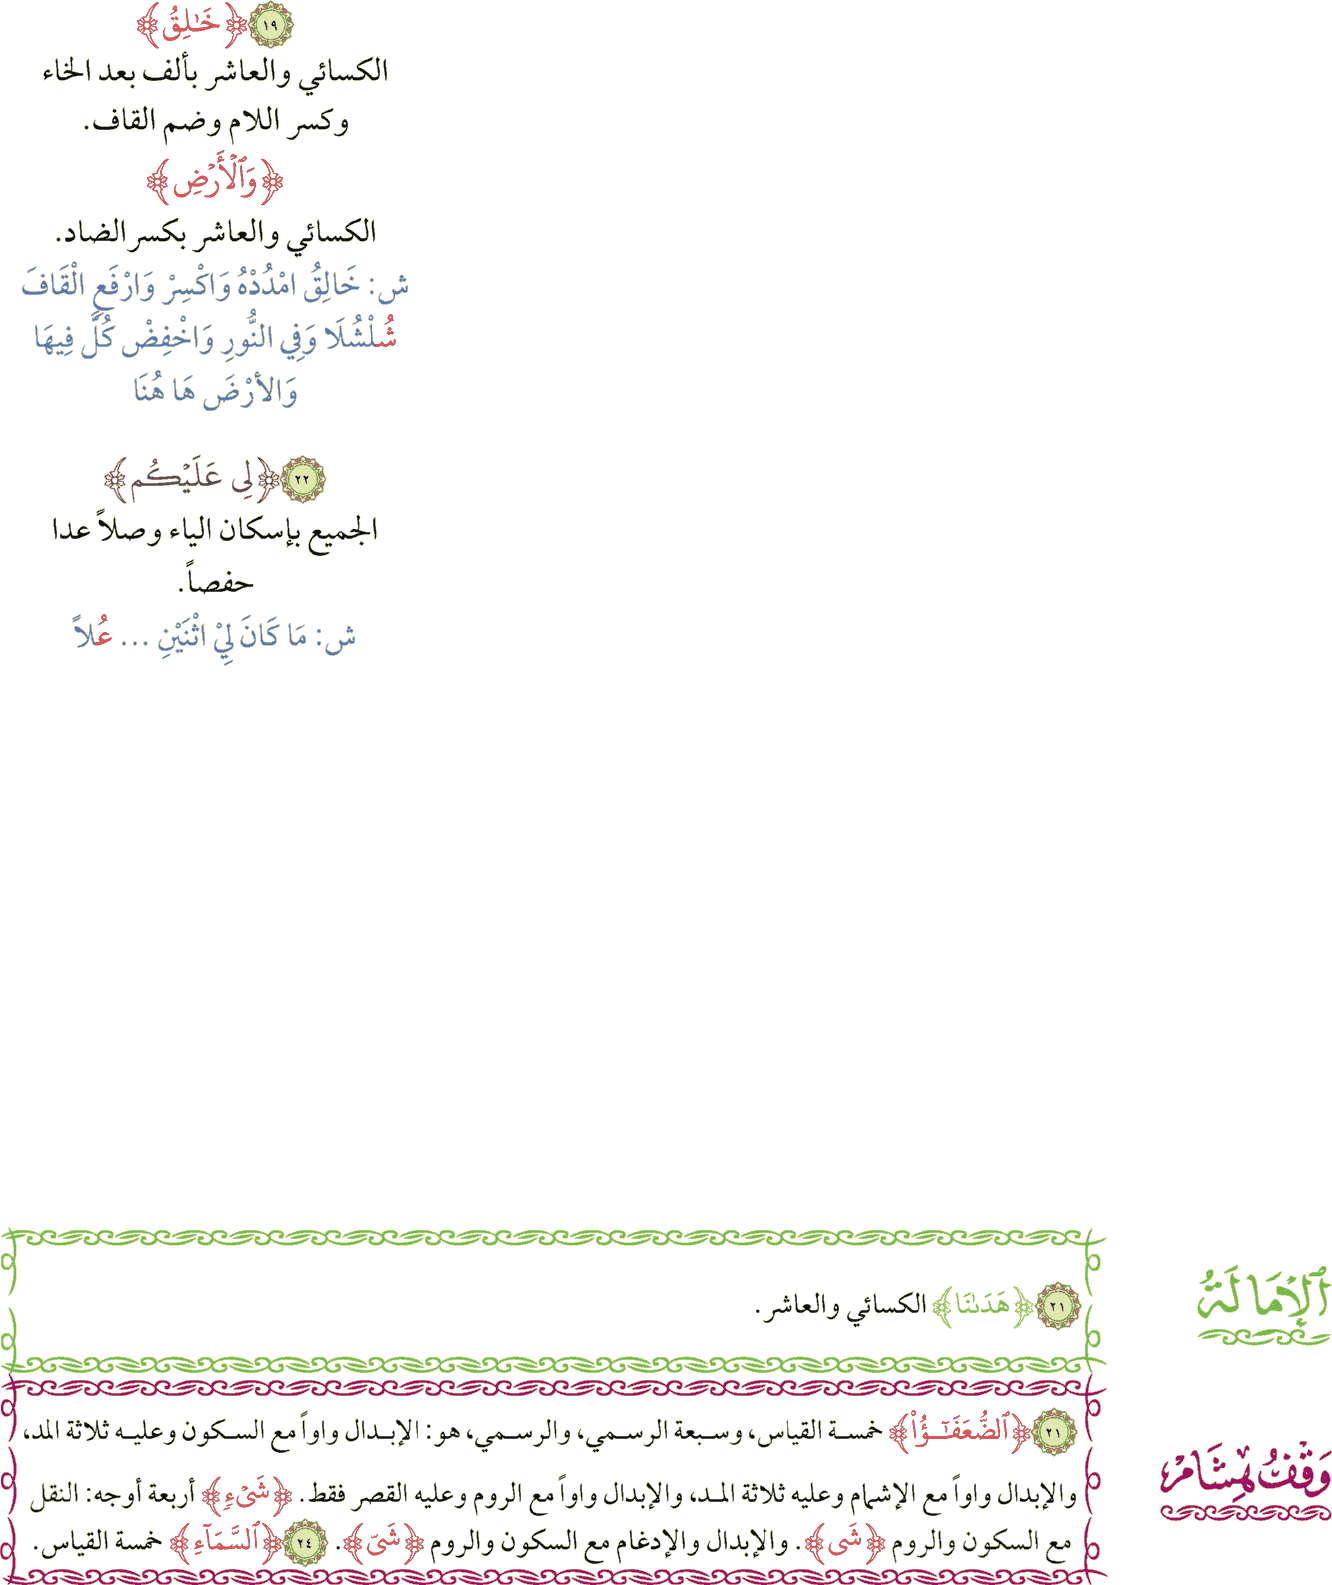 ١٩ ﴿خَٰلِقُ﴾
الكسائي والعاشر بألف بعد الخاء
وكسر اللام وضم القاف.
﴿وَٱلۡأَرۡضِ﴾
الكسائي والعاشر بكسر الضاد.
ش: خَالِقُ امْدُدْهُ وَاكْسِرْ وَارْفَعِ الْقَافَ
شُلْشُلَا وَفِي النُّورِ وَاخْفِضْ كُلَّ فِيهَا
وَالأرْضَ هَا هُنَا
٢٢ ﴿لِي عَلَيۡكُم﴾
الجميع بإسكان الياء وصلاً عدا
حفصاً.
ش: مَا كَانَ لِيْ اثْنَيْنِ ... عُلاً
ٱلْإِمَالَةُ
٢١ ﴿هَدَىٰنَا﴾ الكسائي والعاشر.
وَقْفُ هِشَامٍ
٢١ ﴿ٱلضُّعَفَٰٓؤُاْ﴾ خمسة القياس، وسبعة الرسمي، والرسمي، هو: الإبدال واواً مع السكون وعليه ثلاثة المد،
والإبدال واواً مع الإشمام وعليه ثلاثة المد، والإبدال واواً مع الروم وعليه القصر فقط. ﴿شَيۡءٖ﴾ أربعة أوجه: النقل
مع السكون والروم ﴿شَى﴾. والإبدال والإدغام مع السكون والروم ﴿شَىّ﴾. ٢٤ ﴿ٱلسَّمَآءِ﴾ خمسة القياس.